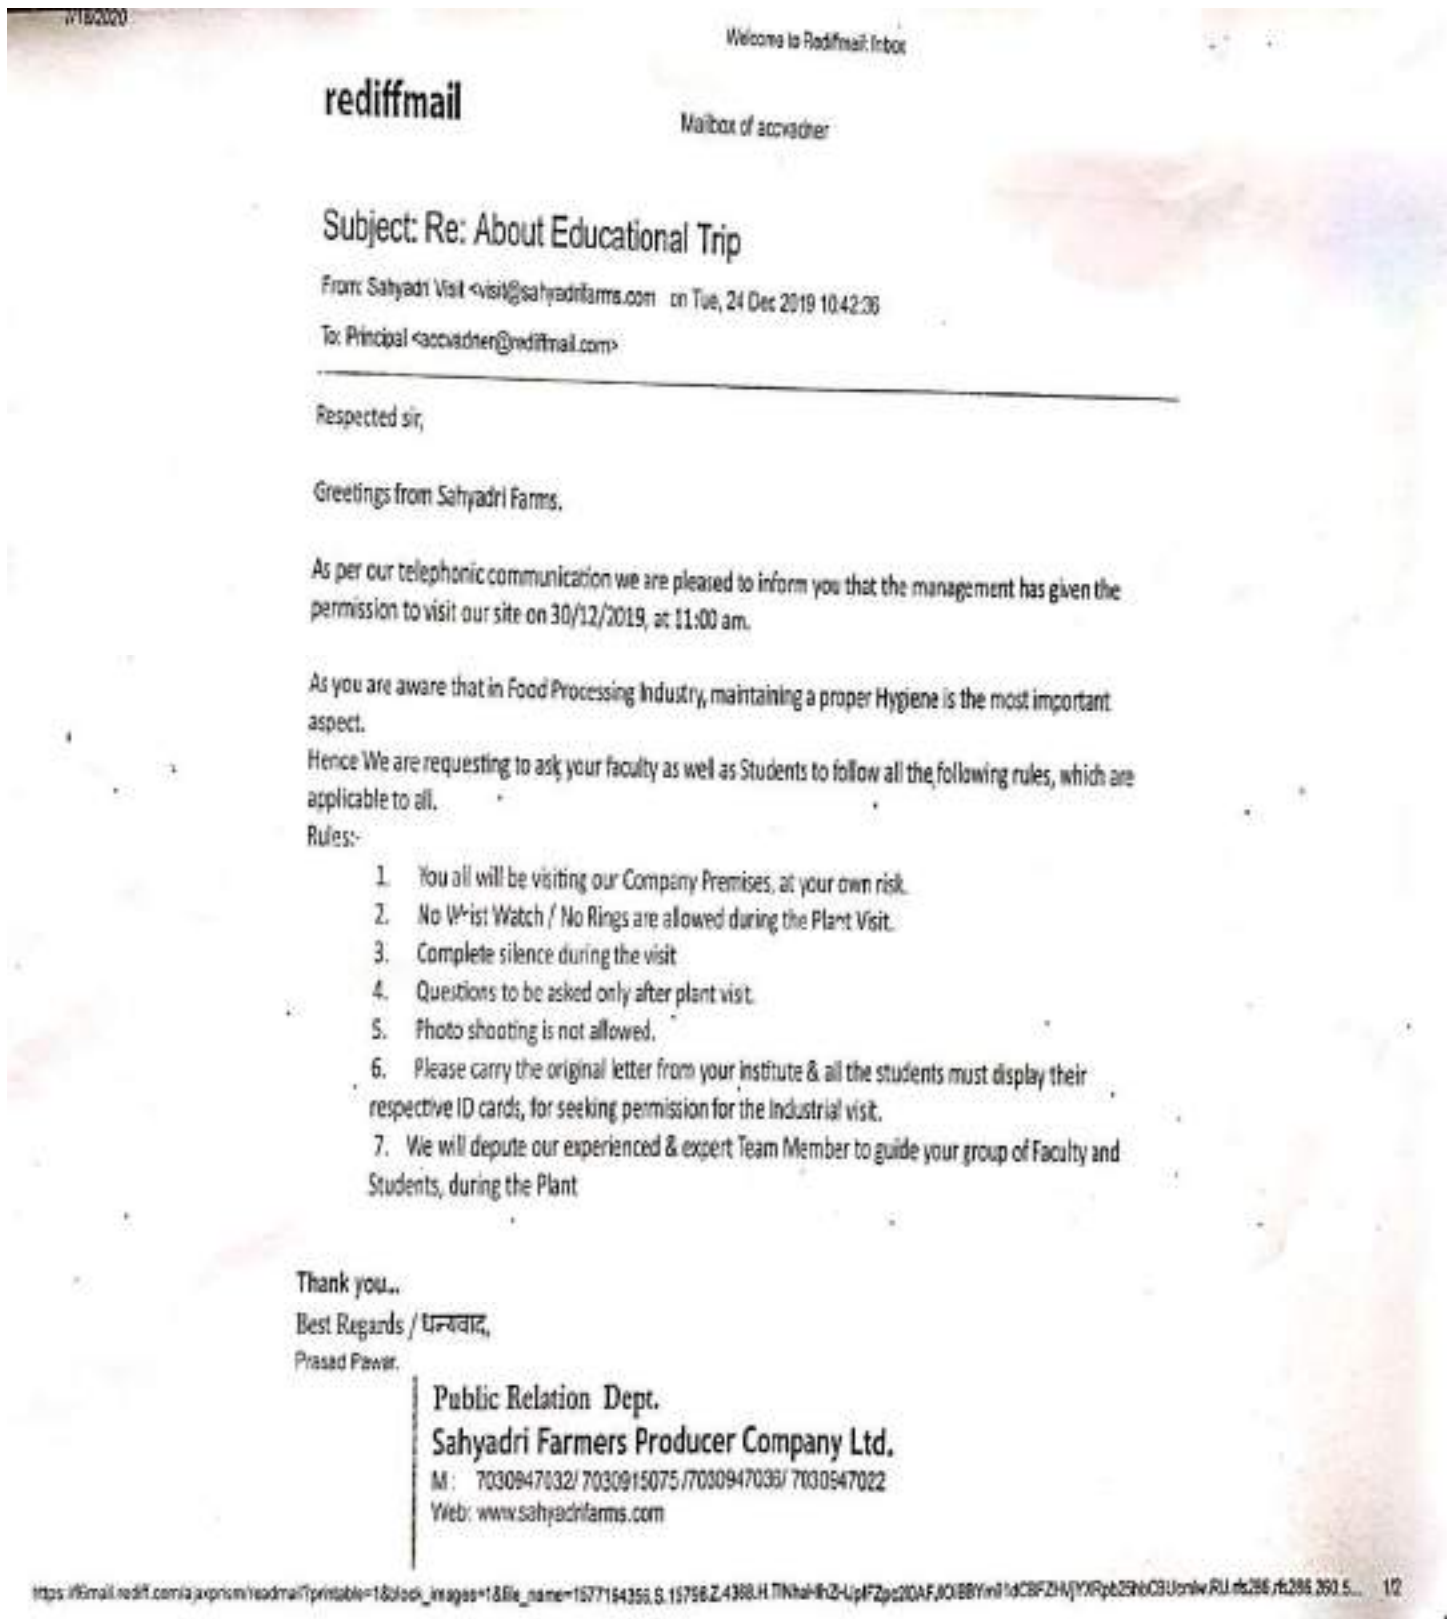 7/18/2020
Welcome to Rediffmail: Inbox
rediffmail
Mailbox of accvadner
Subject: Re: About Educational Trip
From: Sahyadri Visit <visit@sahyadrifarms.com on Tue, 24 Dec 2019 10:42:36
To: Principal <accvadner@rediffmail.com>
Respected sir,
Greetings from Sahyadri Farms.
As per our telephonic communication we are pleased to inform you that the management has given the
permission to visit our site on 30/12/2019, at 11:00 am.
As you are aware that in Food Processing Industry, maintaining a proper Hygiene is the most important
aspect.
Hence We are requesting to ask your faculty as well as Students to follow all the following rules, which are
applicable to all.
Rules:-
1. You all will be visiting our Company Premises, at your own risk.
2. No Wrist Watch / No Rings are allowed during the Plant Visit.
3. Complete silence during the visit
4. Questions to be asked only after plant visit.
5. Photo shooting is not allowed.
6. Please carry the original letter from your institute & all the students must display their
respective ID cards, for seeking permission for the Industrial visit.
7. We will depute our experienced & expert Team Member to guide your group of Faculty and
Students, during the Plant
Thank you...
Best Regards / धन्यवाद,
Prasad Pawar.
Public Relation Dept.
Sahyadri Farmers Producer Company Ltd.
M : 7030947032/ 7030915075 /7030947036/ 7030947022
Web: www.sahyadrifarms.com
1/2